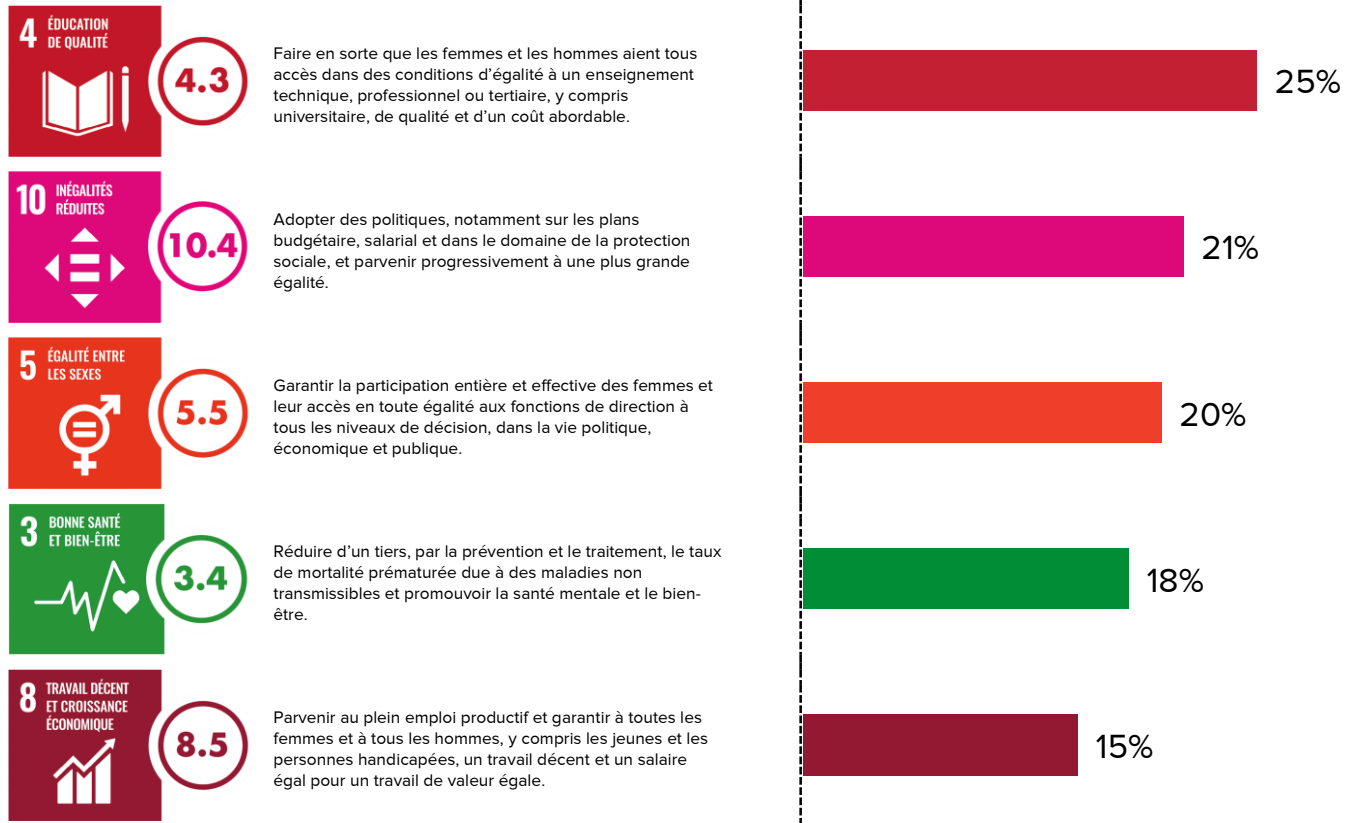 4 ÉDUCATION
DE QUALITÉ
4.3
Faire en sorte que les femmes et les hommes aient tous
accès dans des conditions d’égalité à un enseignement
technique, professionnel ou tertiaire, y compris
universitaire, de qualité et d’un coût abordable.
25%
10 INÉGALITÉS
RÉDUITES
10.4
Adopter des politiques, notamment sur les plans
budgétaire, salarial et dans le domaine de la protection
sociale, et parvenir progressivement à une plus grande
égalité.
21%
5 ÉGALITÉ ENTRE
LES SEXES
5.5
Garantir la participation entière et effective des femmes et
leur accès en toute égalité aux fonctions de direction à
tous les niveaux de décision, dans la vie politique,
économique et publique.
20%
3 BONNE SANTÉ
ET BIEN-ÊTRE
3.4
Réduire d’un tiers, par la prévention et le traitement, le taux
de mortalité prématurée due à des maladies non
transmissibles et promouvoir la santé mentale et le bien-
être.
18%
8 TRAVAIL DÉCENT
ET CROISSANCE
ÉCONOMIQUE
8.5
Parvenir au plein emploi productif et garantir à toutes les
femmes et à tous les hommes, y compris les jeunes et les
personnes handicapées, un travail décent et un salaire
égal pour un travail de valeur égale.
15%